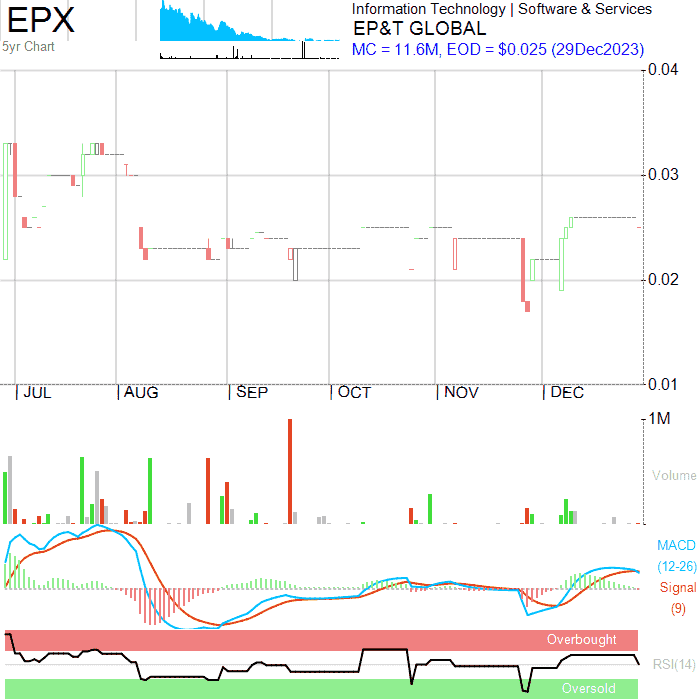 EPX
5yr Chart
Information Technology | Software & Services
EP&T GLOBAL
MC = 11.6M, EOD = $0.025 (29Dec2023)
0.04
0.03
0.02
0.01
JUL
AUG
SEP
OCT
NOV
DEC
1M
Volume
MACD
(12-26)
Signal
(9)
Overbought
RSI(14)
Oversold